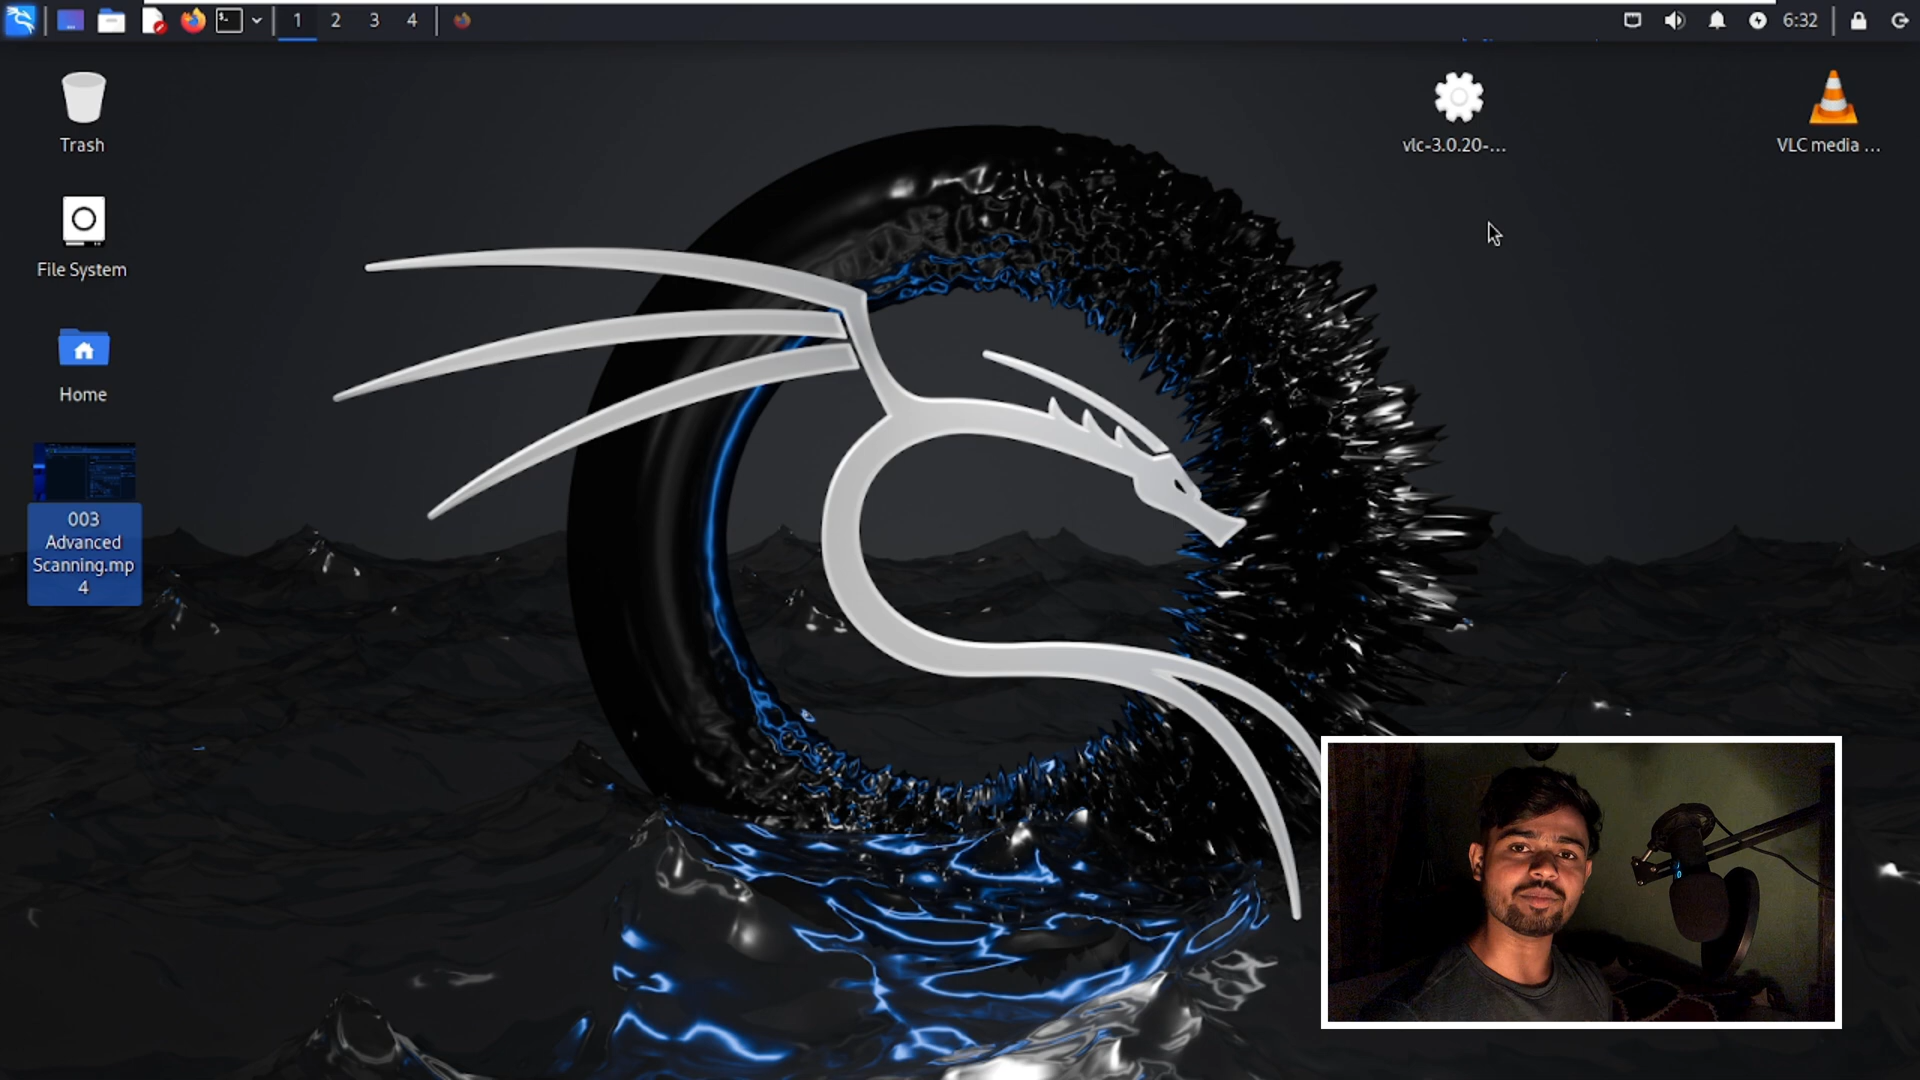 1 2 3 4
6:32
Trash
File System
Home
003
Advanced
Scanning.mp
4
vlc-3.0.20-...
VLC media ...